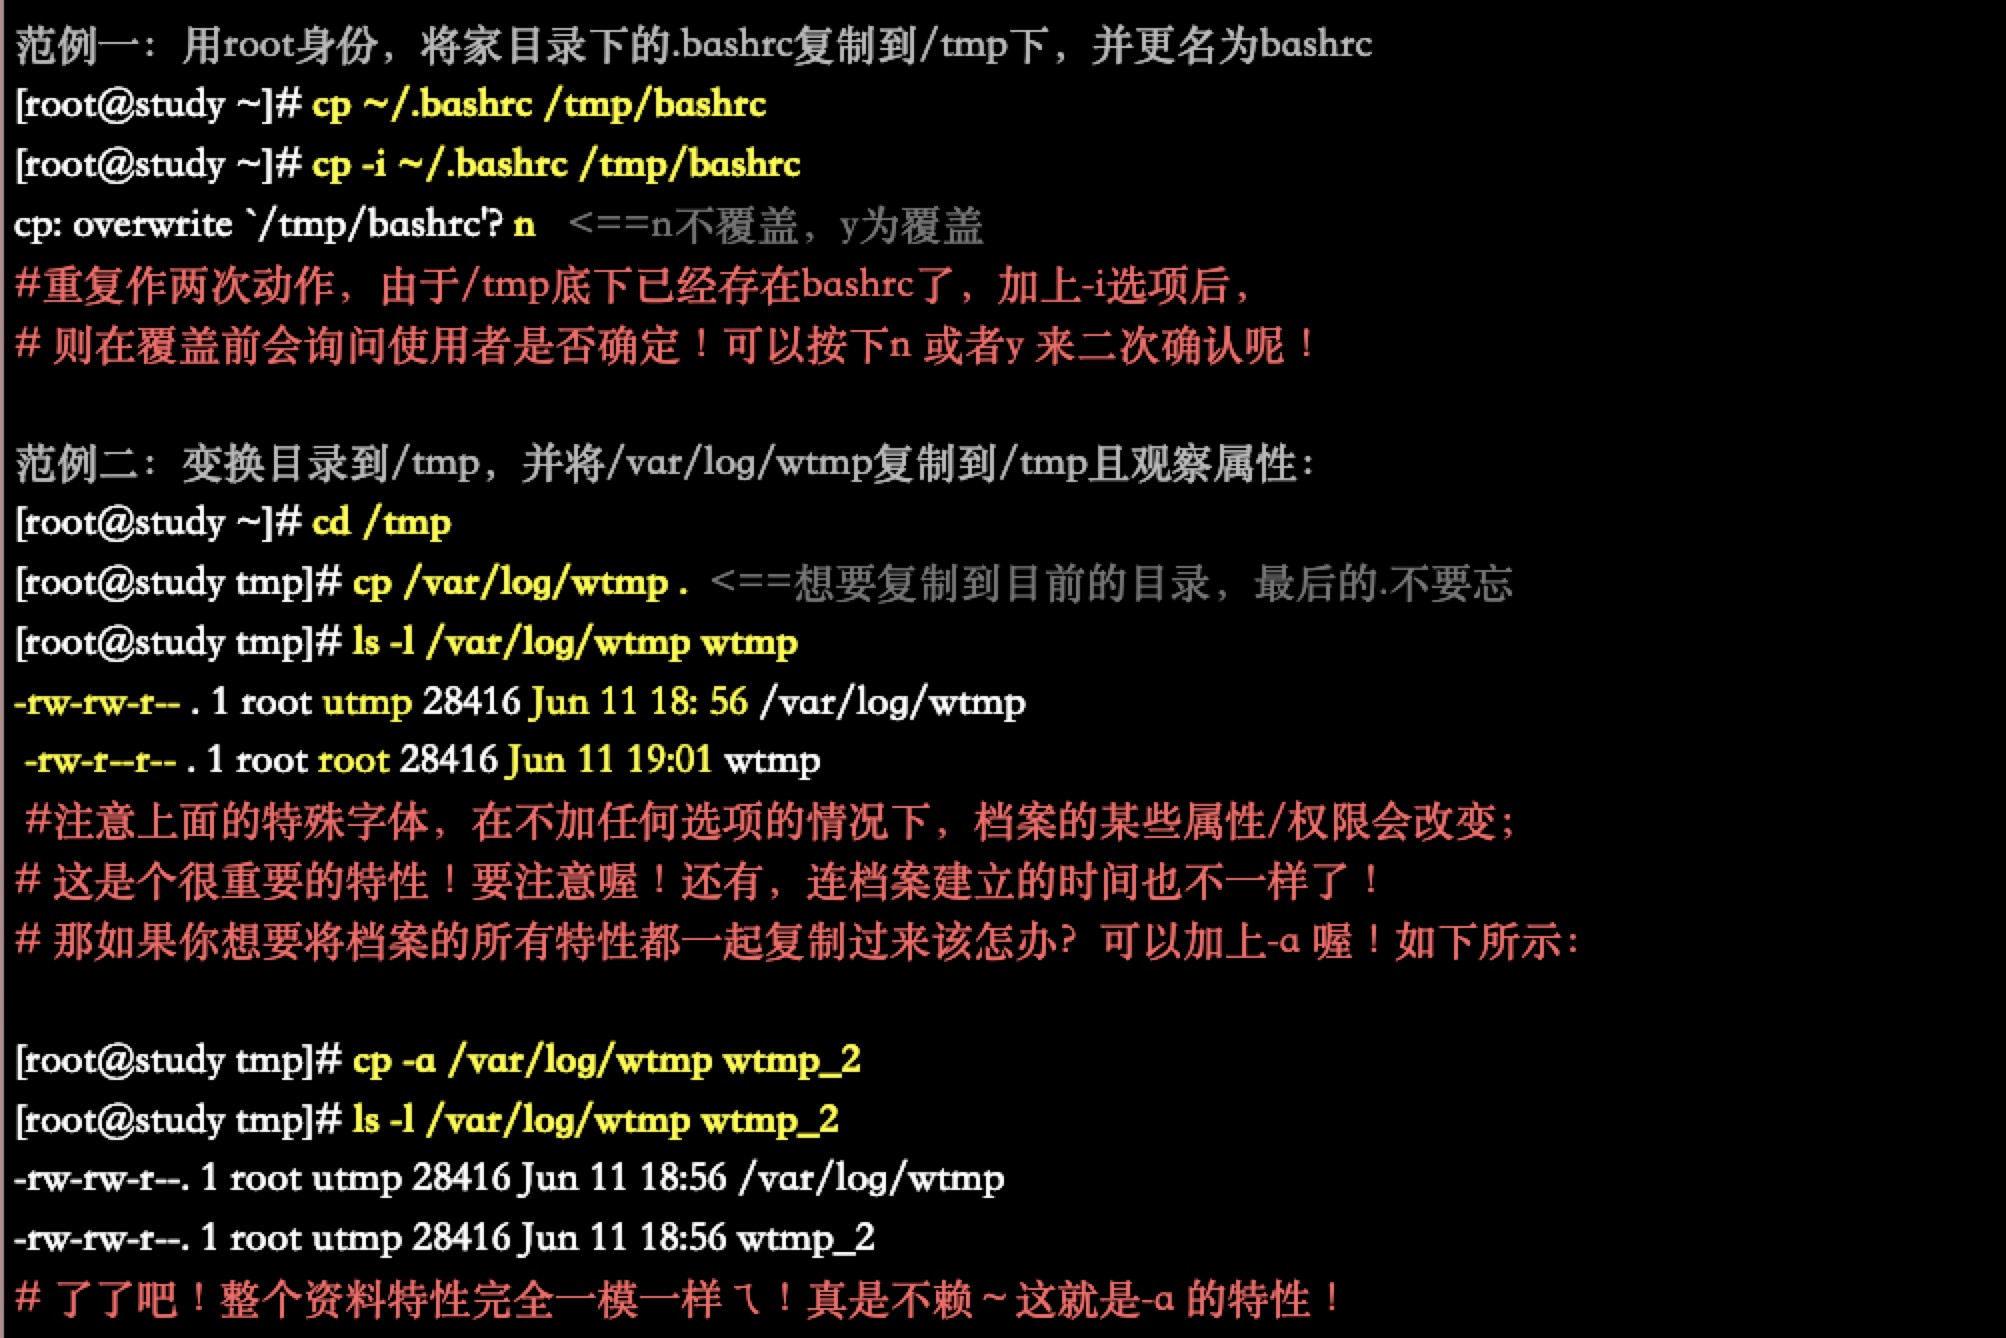 范例一：用root身份，将家目录下的.bashrc复制到/tmp下，并更名为bashrc
[root@study ~]# cp ~/.bashrc /tmp/bashrc
[root@study ~]# cp -i ~/.bashrc /tmp/bashrc
cp: overwrite `/tmp/bashrc'? n <==n不覆盖，y为覆盖
#重复作两次动作，由于/tmp底下已经存在bashrc了，加上-i选项后，
# 则在覆盖前会询问使用者是否确定！可以按下n 或者y 来二次确认呢！
范例二：变换目录到/tmp，并将/var/log/wtmp复制到/tmp且观察属性：
[root@study ~]# cd /tmp
[root@study tmp]# cp /var/log/wtmp . <==想要复制到目前的目录，最后的.不要忘
[root@study tmp]# ls -l /var/log/wtmp wtmp
-rw-rw-r-- . 1 root utmp 28416 Jun 11 18: 56 /var/log/wtmp
-rw-r--r-- . 1 root root 28416 Jun 11 19:01 wtmp
#注意上面的特殊字体，在不加任何选项的情况下，档案的某些属性/权限会改变；
# 这是个很重要的特性！要注意喔！还有，连档案建立的时间也不一样了！
# 那如果你想要将档案的所有特性都一起复制过来该怎办？可以加上-a 喔！如下所示：
[root@study tmp]# cp -a /var/log/wtmp wtmp_2
[root@study tmp]# ls -l /var/log/wtmp wtmp_2
-rw-rw-r--. 1 root utmp 28416 Jun 11 18:56 /var/log/wtmp
-rw-rw-r--. 1 root utmp 28416 Jun 11 18:56 wtmp_2
# 了了吧！整个资料特性完全一模一样ㄟ！真是不赖～这就是-a 的特性！